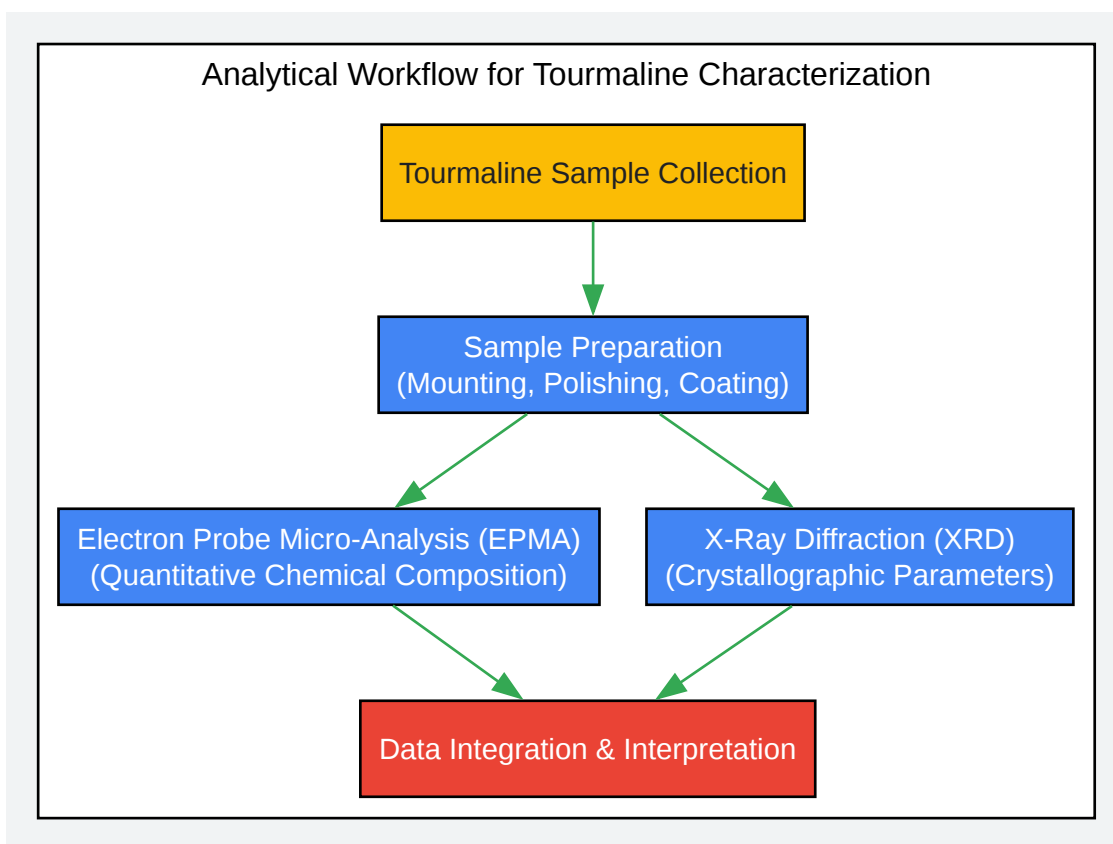 Analytical Workflow for Tourmaline Characterization
Tourmaline Sample Collection
Sample Preparation
(Mounting, Polishing, Coating)
Electron Probe Micro-Analysis (EPMA)
(Quantitative Chemical Composition)
X-Ray Diffraction (XRD)
(Crystallographic Parameters)
Data Integration & Interpretation